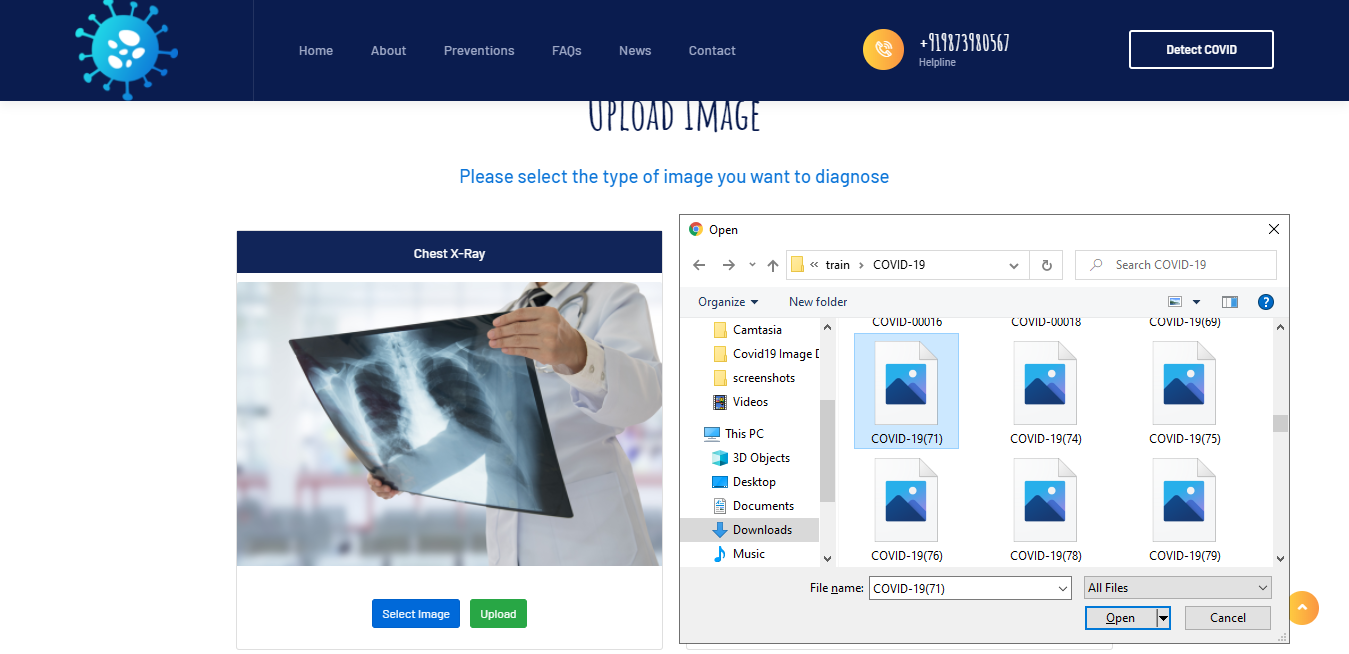 Home About Preventions FAQs News Contact
+919873980567
Helpline
Detect COVID
Upload Image
Please select the type of image you want to diagnose
Chest X-Ray
Select Image Upload
Open
« train › COVID-19
Search COVID-19
Organize New folder
Camtasia
Covid19 Image D
screenshots
Videos
This PC
3D Objects
Desktop
Documents
Downloads
Music
COVID-00016 COVID-00018 COVID-19(69)
COVID-19(71) COVID-19(74) COVID-19(75)
COVID-19(76) COVID-19(78) COVID-19(79)
File name: COVID-19(71) All Files
Open Cancel